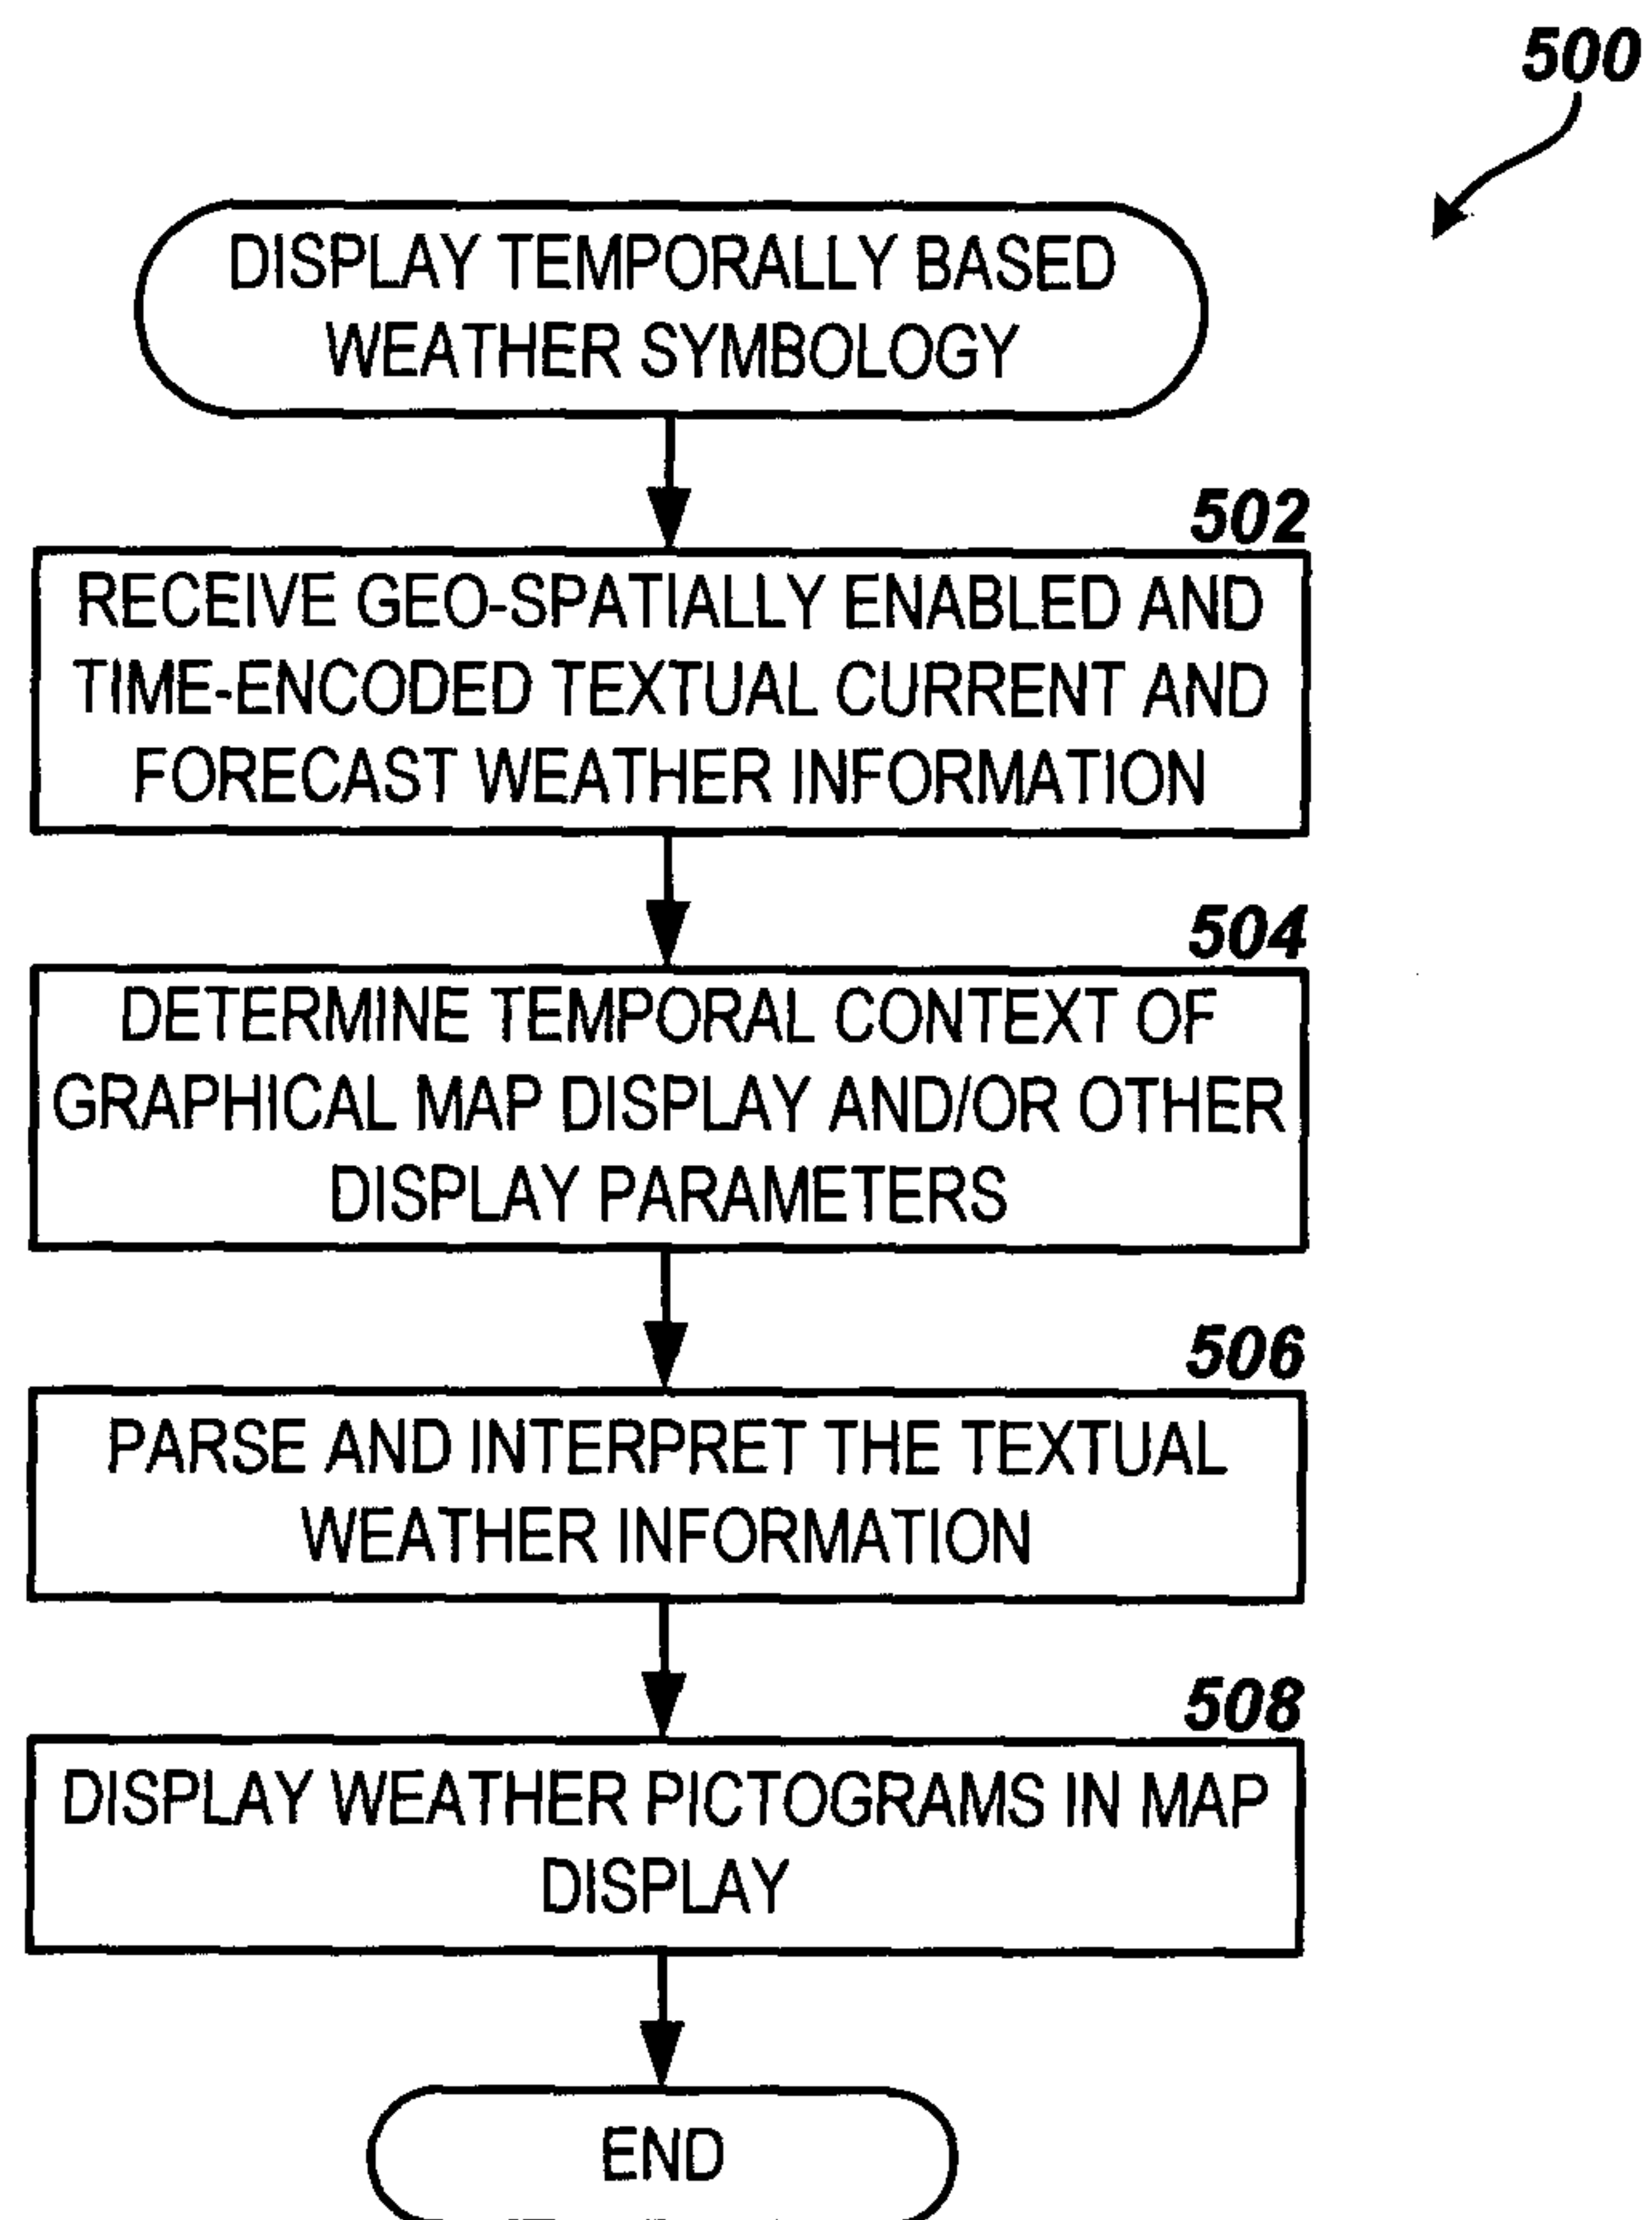 500
DISPLAY TEMPORALLY BASED
WEATHER SYMBOLOGY
502
RECEIVE GEO-SPATIALLY ENABLED AND
TIME-ENCODED TEXTUAL CURRENT AND
FORECAST WEATHER INFORMATION
504
DETERMINE TEMPORAL CONTEXT OF
GRAPHICAL MAP DISPLAY AND/OR OTHER
DISPLAY PARAMETERS
506
PARSE AND INTERPRET THE TEXTUAL
WEATHER INFORMATION
508
DISPLAY WEATHER PICTOGRAMS IN MAP
DISPLAY
END